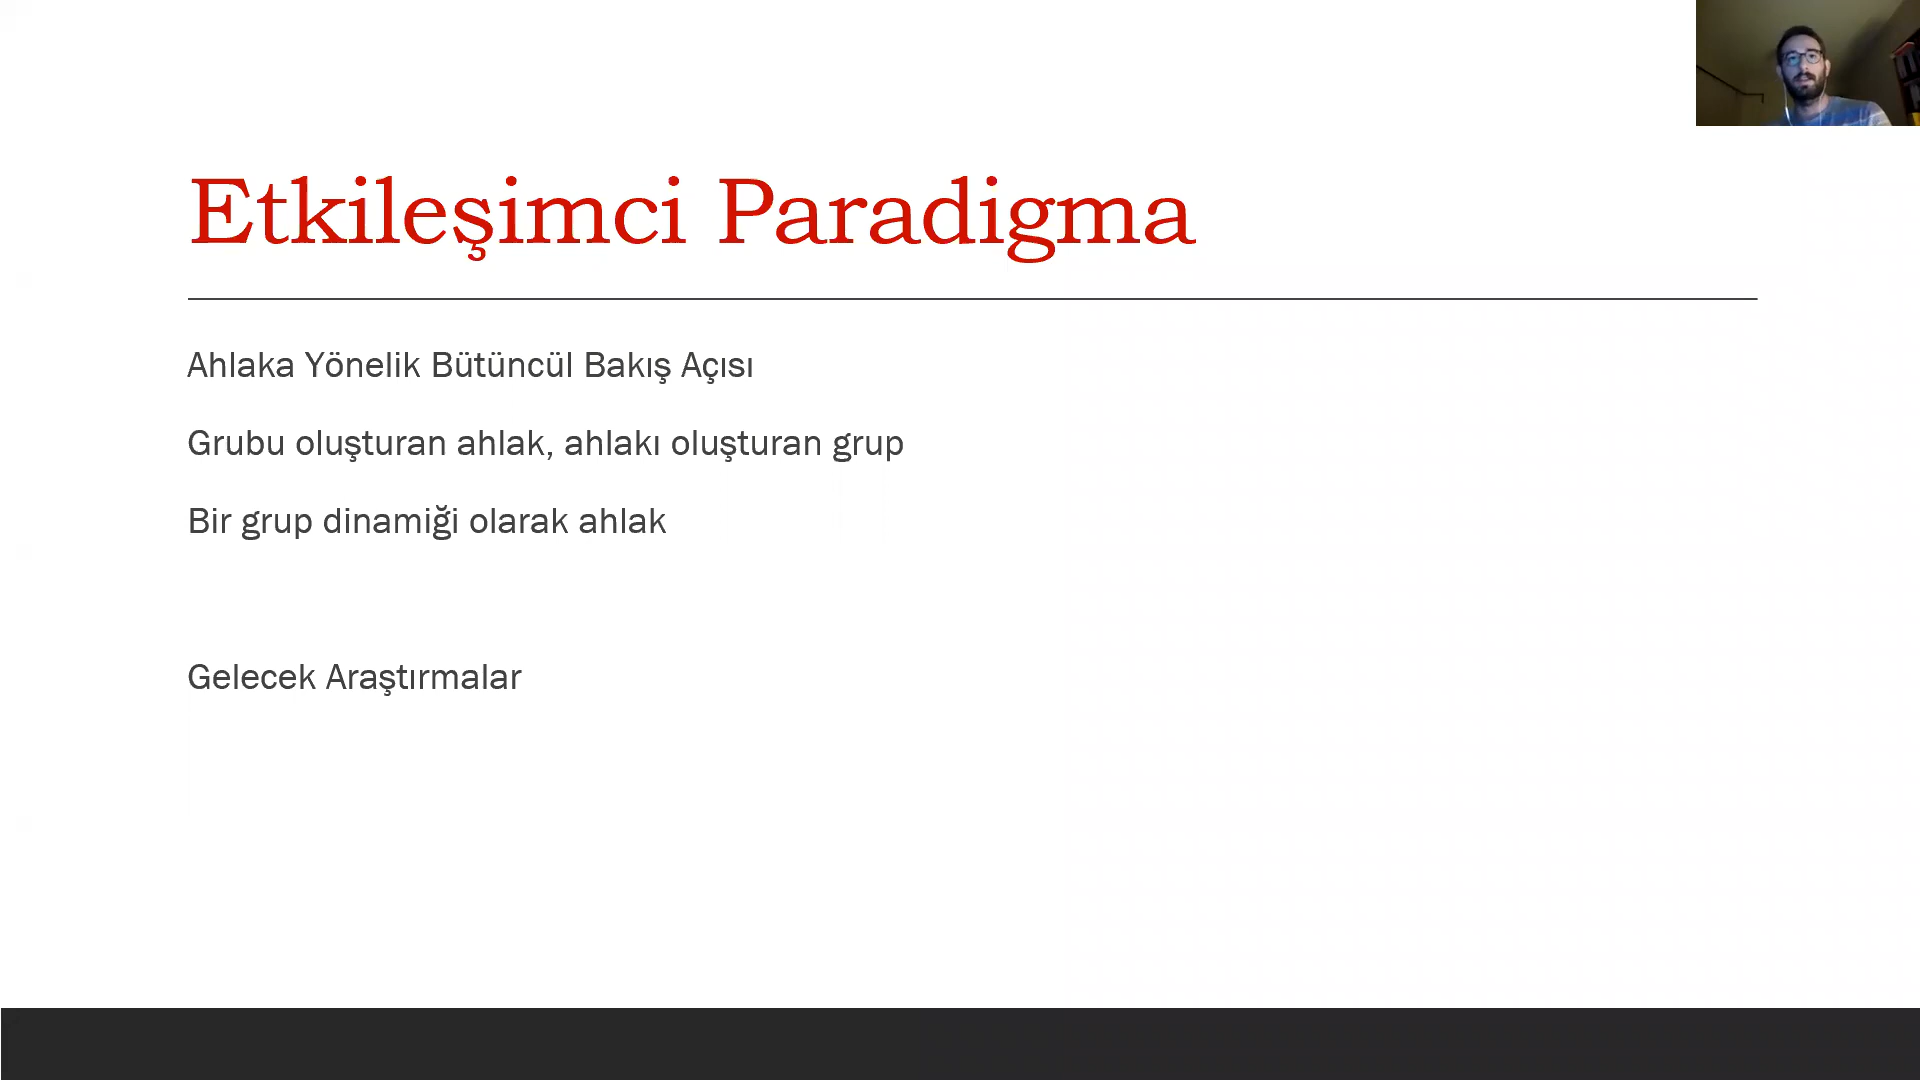 Etkileşimci Paradigma
Ahlaka Yönelik Bütüncül Bakış Açısı
Grubu oluşturan ahlak, ahlakı oluşturan grup
Bir grup dinamiği olarak ahlak
Gelecek Araştırmalar